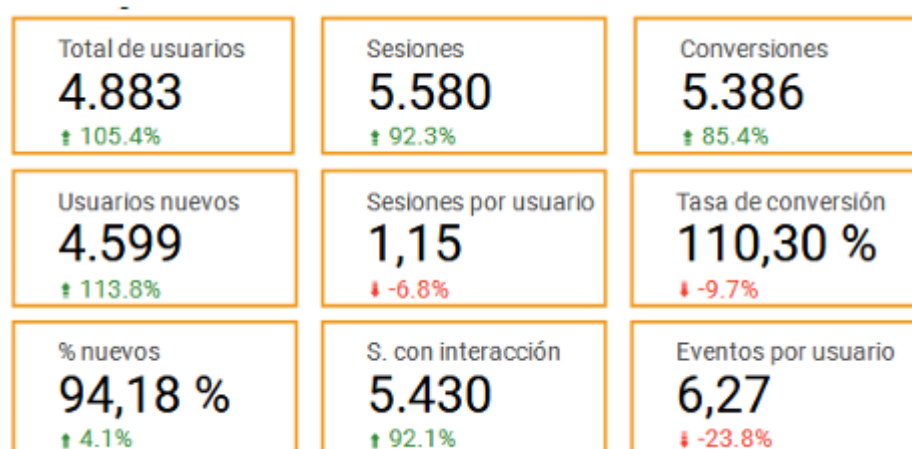 Total de usuarios
4.883
105.4%
Sesiones
5.580
92.3%
Conversiones
5.386
85.4%
Usuarios nuevos
4.599
113.8%
Sesiones por usuario
1,15
-6.8%
Tasa de conversión
110,30 %
-9.7%
% nuevos
94,18 %
4.1%
S. con interacción
5.430
92.1%
Eventos por usuario
6,27
-23.8%